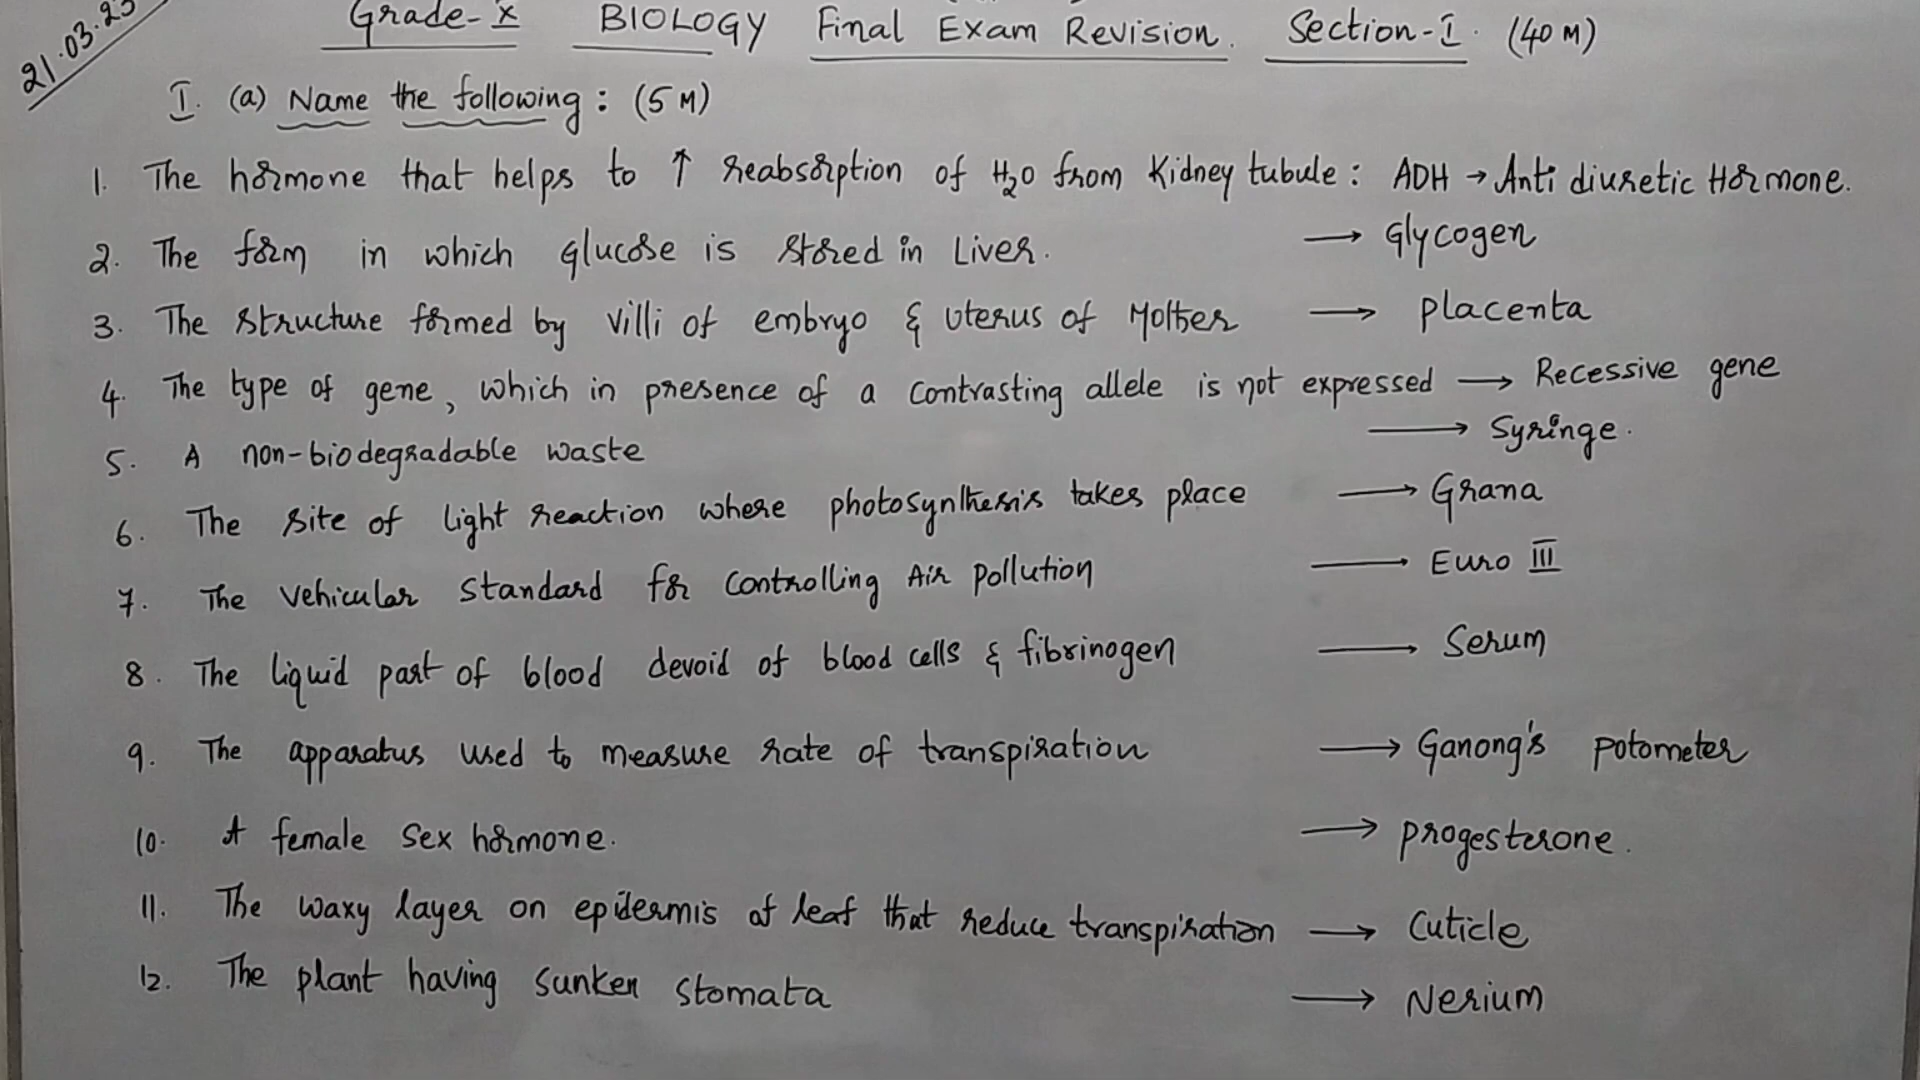 21.03.23
Grade-X BIOLOGY Final Exam Revision. Section-I. (40 M)
I. (a) Name the following: (5 M)
1. The hormone that helps to ↑ reabsorption of H₂O from Kidney tubule: ADH → Anti diuretic Hormone.
2. The form in which glucose is stored in Liver. → Glycogen
3. The structure formed by villi of embryo & uterus of Mother → placenta
4. The type of gene, which in presence of a contrasting allele is not expressed → Recessive gene
5. A non-biodegradable waste → Syringe.
6. The site of light reaction where photosynthesis takes place → Grana
7. The vehicular standard for controlling Air pollution → Euro III
8. The liquid part of blood devoid of blood cells & fibrinogen → Serum
9. The apparatus used to measure rate of transpiration → Ganong's potometer
10. A female sex hormone. → progesterone.
11. The waxy layer on epidermis of leaf that reduce transpiration → Cuticle
12. The plant having sunken stomata → Nerium